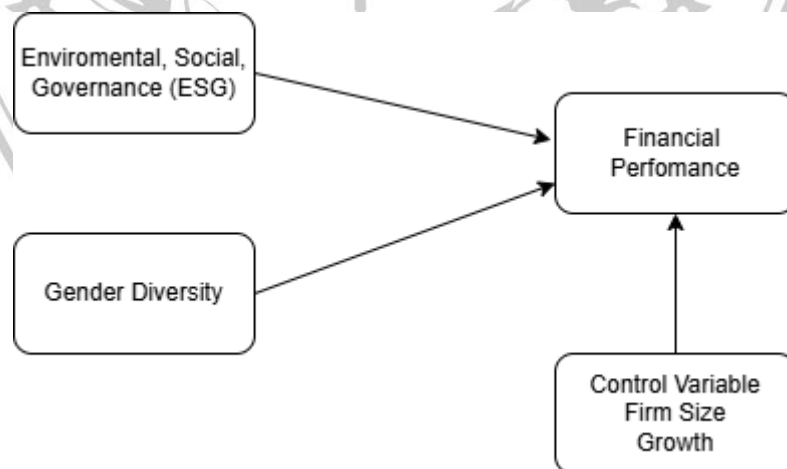 Enviromental, Social,
Governance (ESG)
Financial
Perfomance
Gender Diversity
Control Variable
Firm Size
Growth